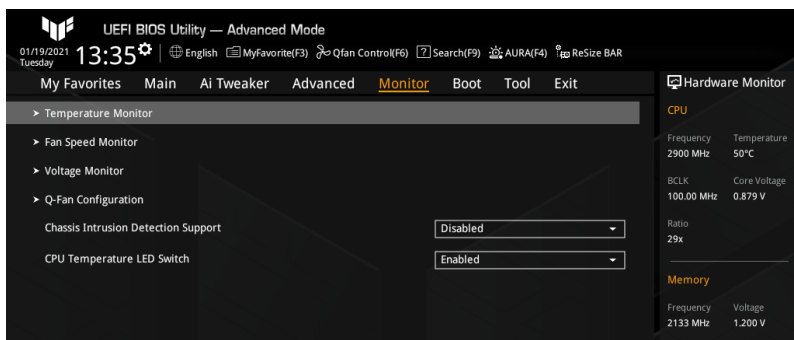 UEFI BIOS Utility — Advanced Mode
01/19/2021 Tuesday 13:35 English MyFavorite(F3) Qfan Control(F6) ? Search(F9) AURA(F4) ReSize BAR
My Favorites Main Ai Tweaker Advanced Monitor Boot Tool Exit
> Temperature Monitor
> Fan Speed Monitor
> Voltage Monitor
> Q-Fan Configuration
Chassis Intrusion Detection Support Disabled
CPU Temperature LED Switch Enabled
Hardware Monitor
CPU
Frequency Temperature
2900 MHz 50°C
BCLK Core Voltage
100.00 MHz 0.879 V
Ratio
29x
Memory
Frequency Voltage
2133 MHz 1.200 V